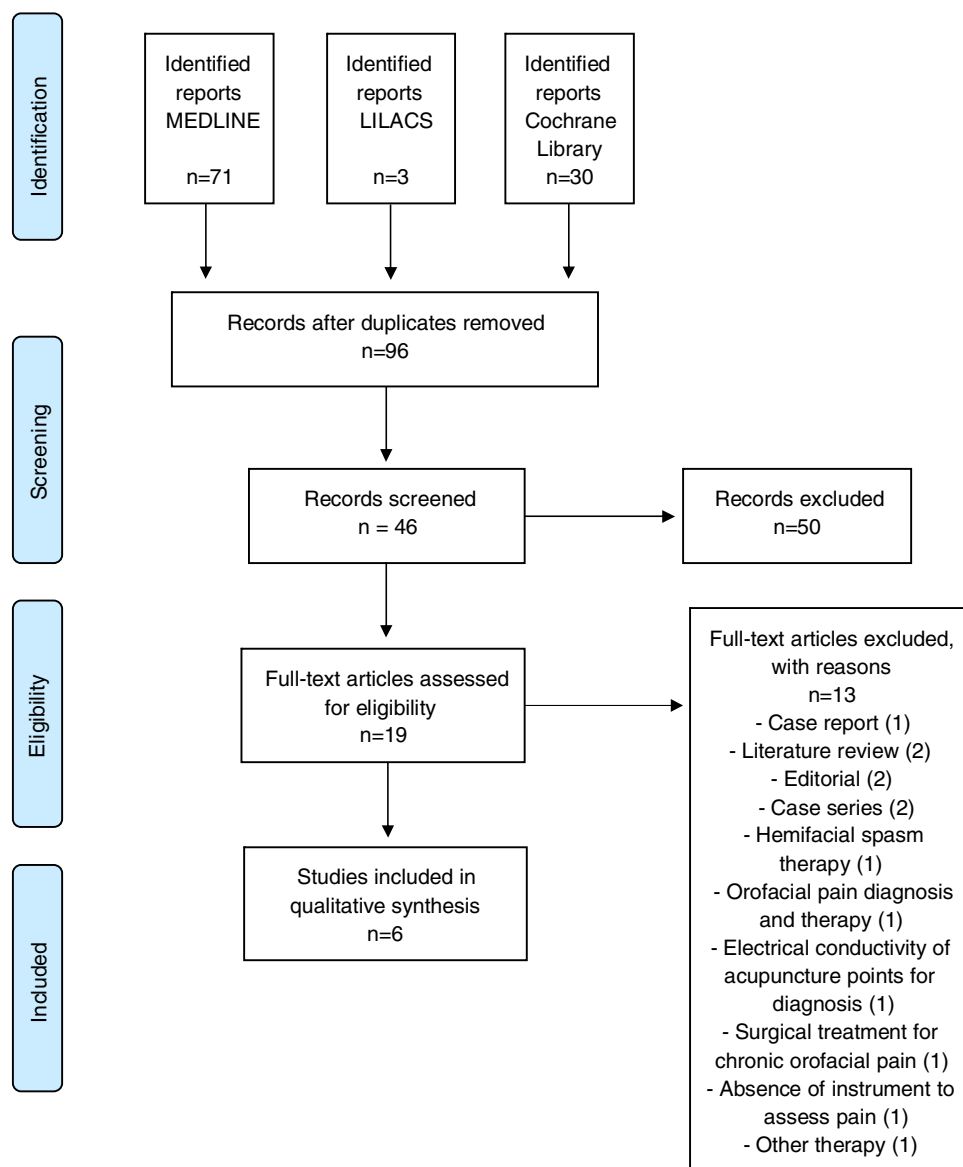 Identification
Identified
reports
MEDLINE
n=71
Identified
reports
LILACS
n=3
Identified
reports
Cochrane
Library
n=30
Records after duplicates removed
n=96
Screening
Records screened
n = 46
Records excluded
n=50
Eligibility
Full-text articles assessed
for eligibility
n=19
Full-text articles excluded,
with reasons
n=13
- Case report (1)
- Literature review (2)
- Editorial (2)
- Case series (2)
- Hemifacial spasm
therapy (1)
- Orofacial pain diagnosis
and therapy (1)
- Electrical conductivity of
acupuncture points for
diagnosis (1)
- Surgical treatment for
chronic orofacial pain (1)
- Absence of instrument to
assess pain (1)
- Other therapy (1)
Included
Studies included in
qualitative synthesis
n=6